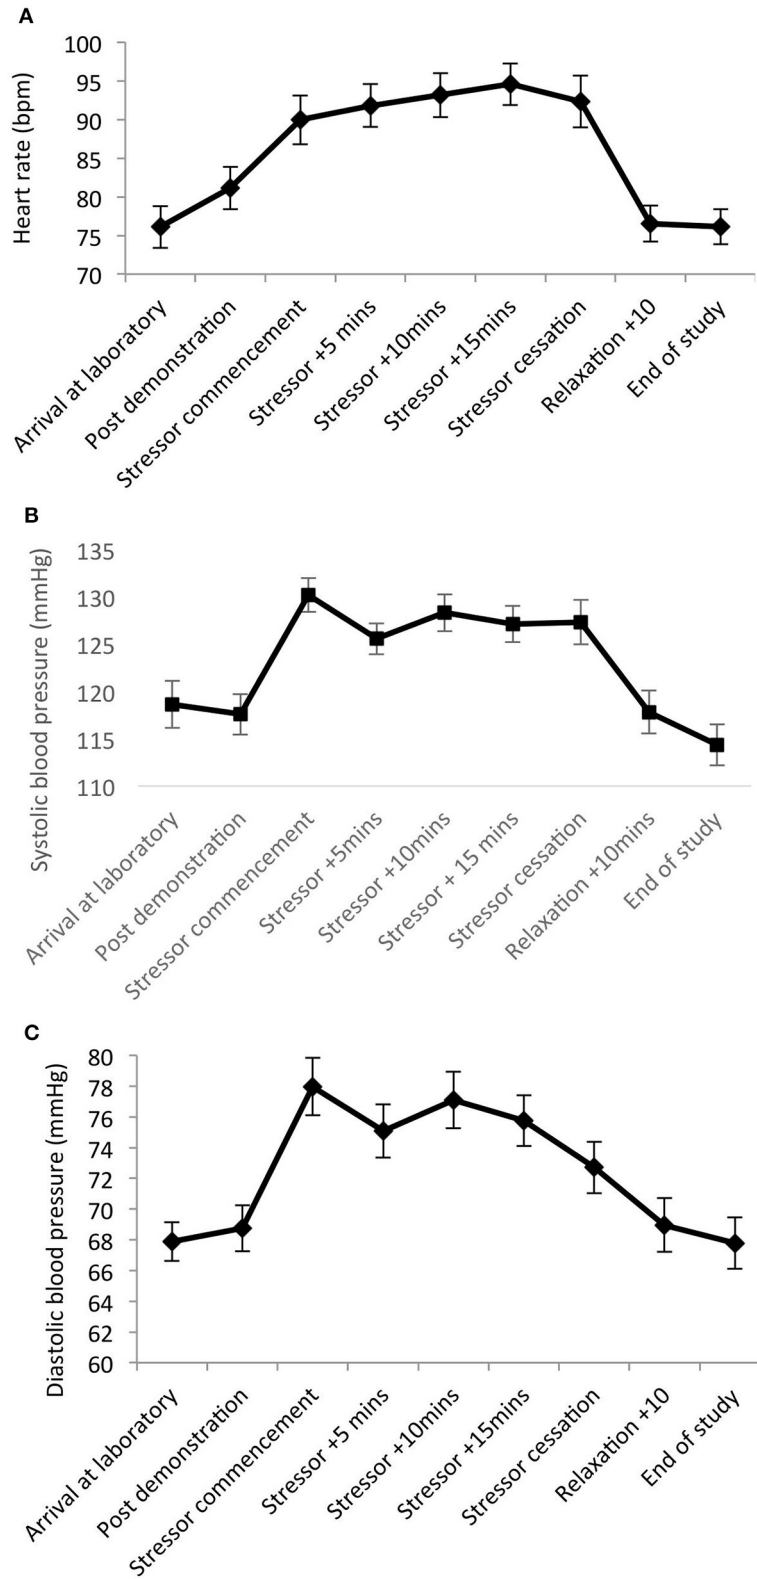 A
Heart rate (bpm)
100
95
90
85
80
75
70
Arrival at laboratory
Post demonstration
Stressor commencement
Stressor +5 mins
Stressor +10mins
Stressor +15mins
Stressor cessation
Relaxation +10
End of study
B
Systolic blood pressure (mmHg)
135
130
125
120
115
110
Arrival at laboratory
Post demonstration
Stressor commencement
Stressor +5mins
Stressor +10mins
Stressor + 15 mins
Stressor cessation
Relaxation +10mins
End of study
C
Diastolic blood pressure (mmHg)
80
78
76
74
72
70
68
66
64
62
60
Arrival at laboratory
Post demonstration
Stressor commencement
Stressor +5 mins
Stressor +10mins
Stressor +15mins
Stressor cessation
Relaxation +10
End of study